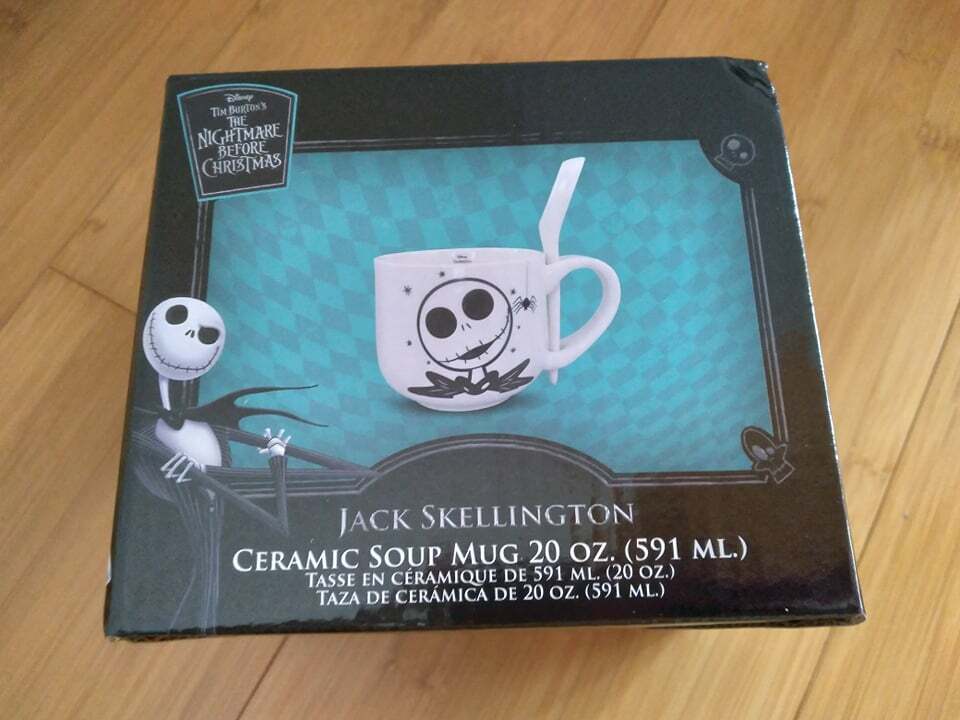 Disney
TIM BURTON'S
THE
NIGHTMARE
BEFORE
CHRISTMAS
JACK SKELLINGTON
CERAMIC SOUP MUG 20 OZ. (591 ML.)
TASSE EN CÉRAMIQUE DE 591 ML. (20 OZ.)
TAZA DE CERÁMICA DE 20 OZ. (591 ML.)